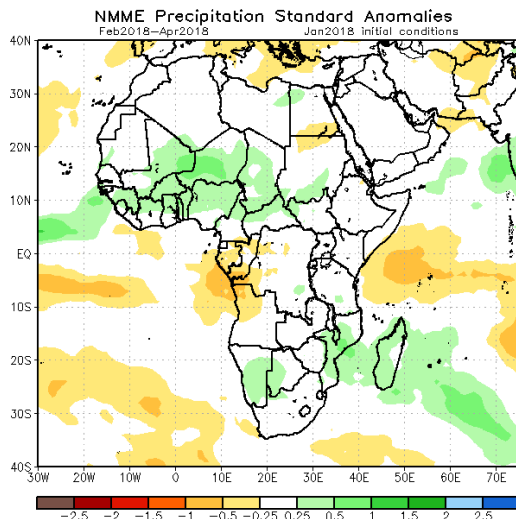 NMME Precipitation Standard Anomalies
Feb2018-Apr2018 Jan2018 initial conditions
40N
30N
20N
10N
EQ
10S
20S
30S
40S
30W 20W 10W 0 10E 20E 30E 40E 50E 60E 70E
-2.5 -2 -1.5 -1 -0.5 -0.25 0.25 0.5 1 1.5 2 2.5